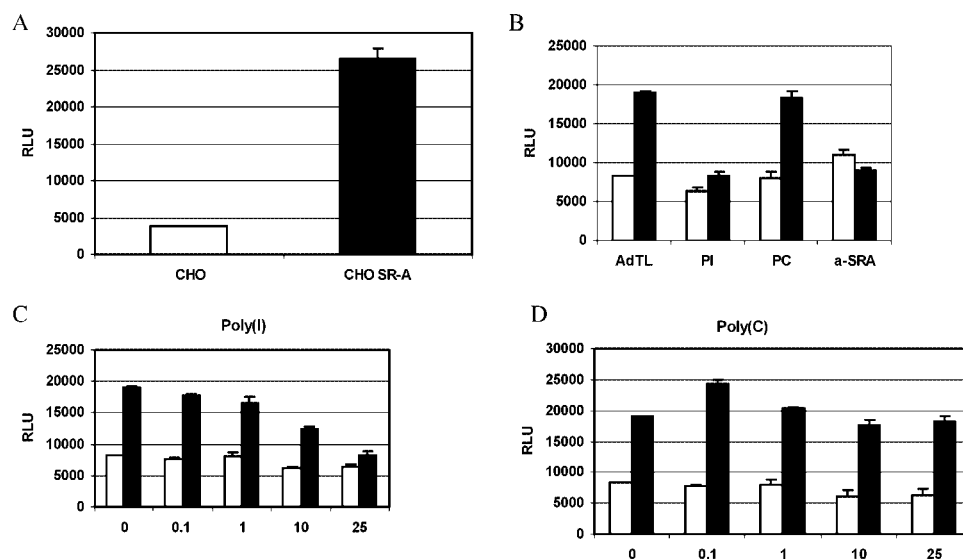 A
30000
25000
20000
15000
10000
5000
0
RLU
CHO
CHO SR-A
B
25000
20000
15000
10000
5000
0
RLU
AdTL
PI
PC
a-SRA
C
Poly(I)
25000
20000
15000
10000
5000
0
RLU
0
0.1
1
10
25
D
Poly(C)
30000
25000
20000
15000
10000
5000
0
RLU
0
0.1
1
10
25